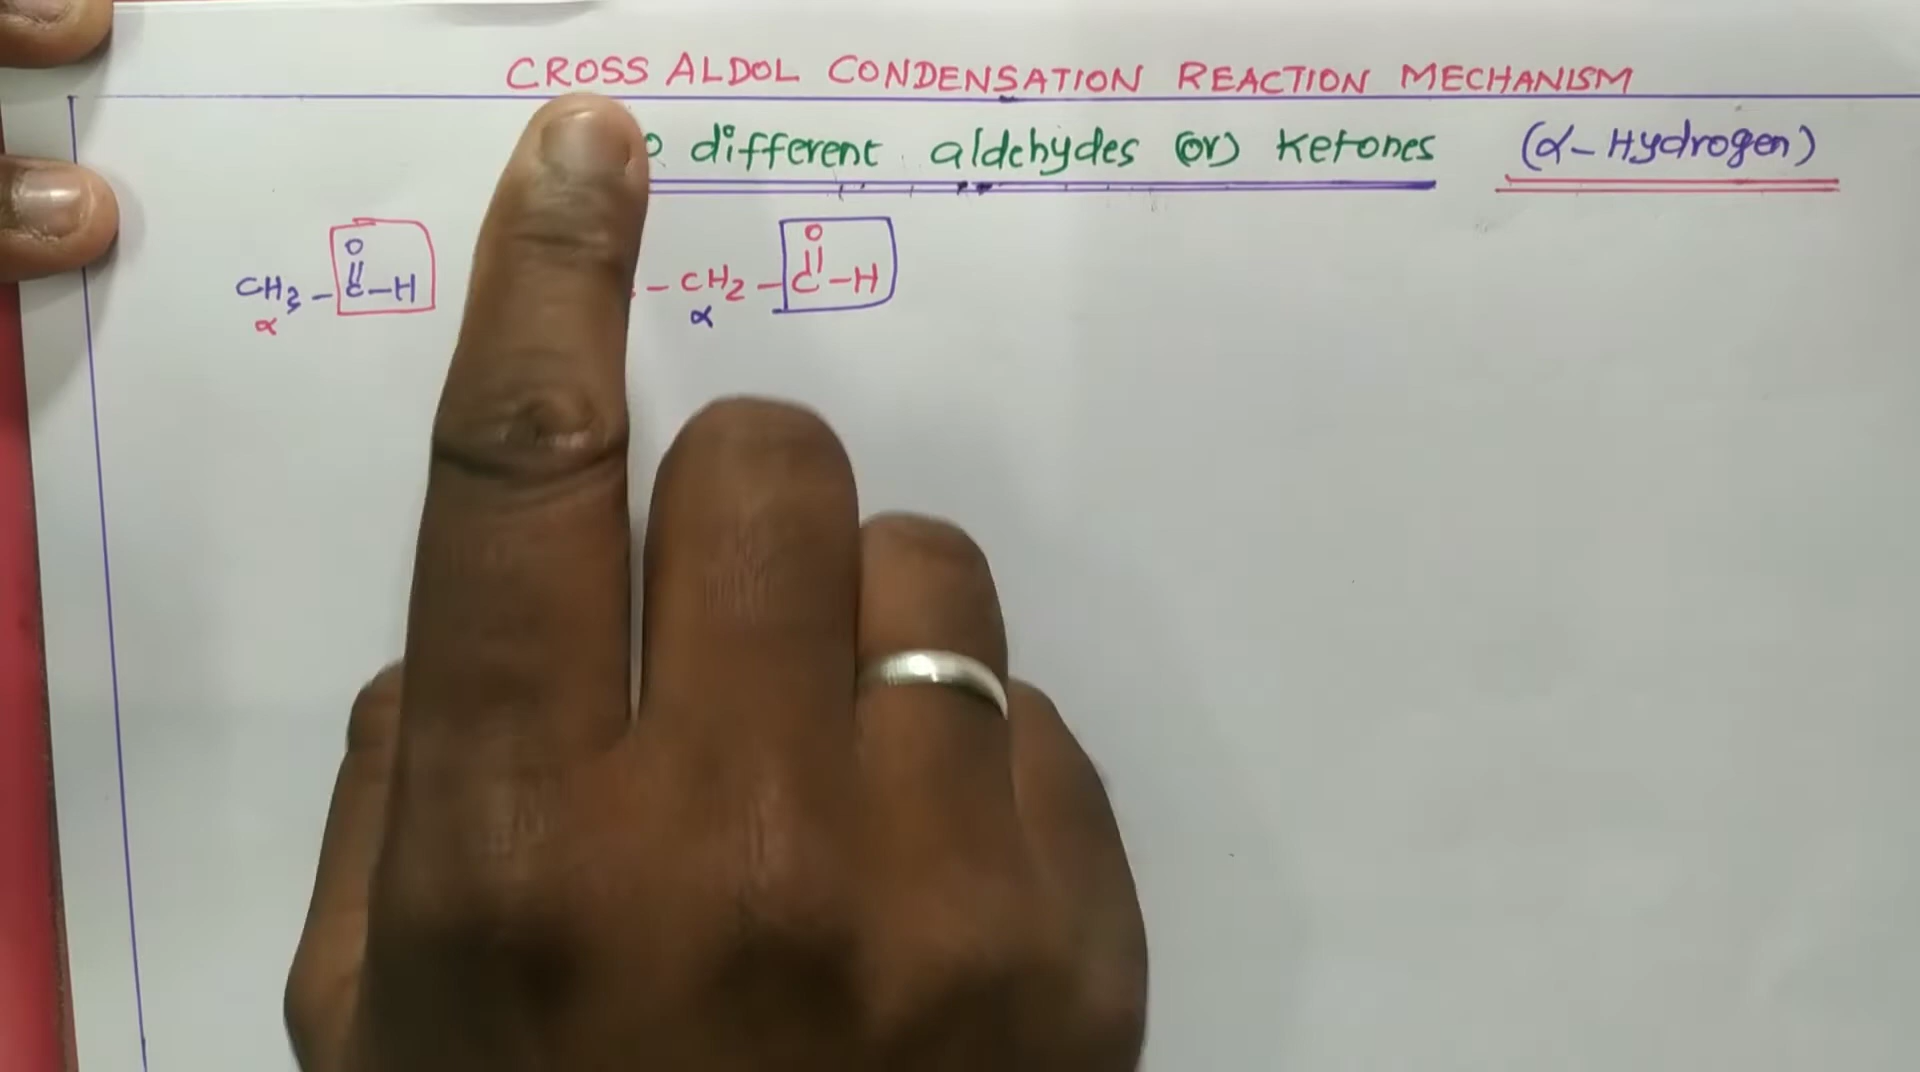 CROSS ALDOL CONDENSATION REACTION MECHANISM
different aldehydes (or) ketones (α-Hydrogen)
O O
CH3 - C-H - CH2 - C-H
α α